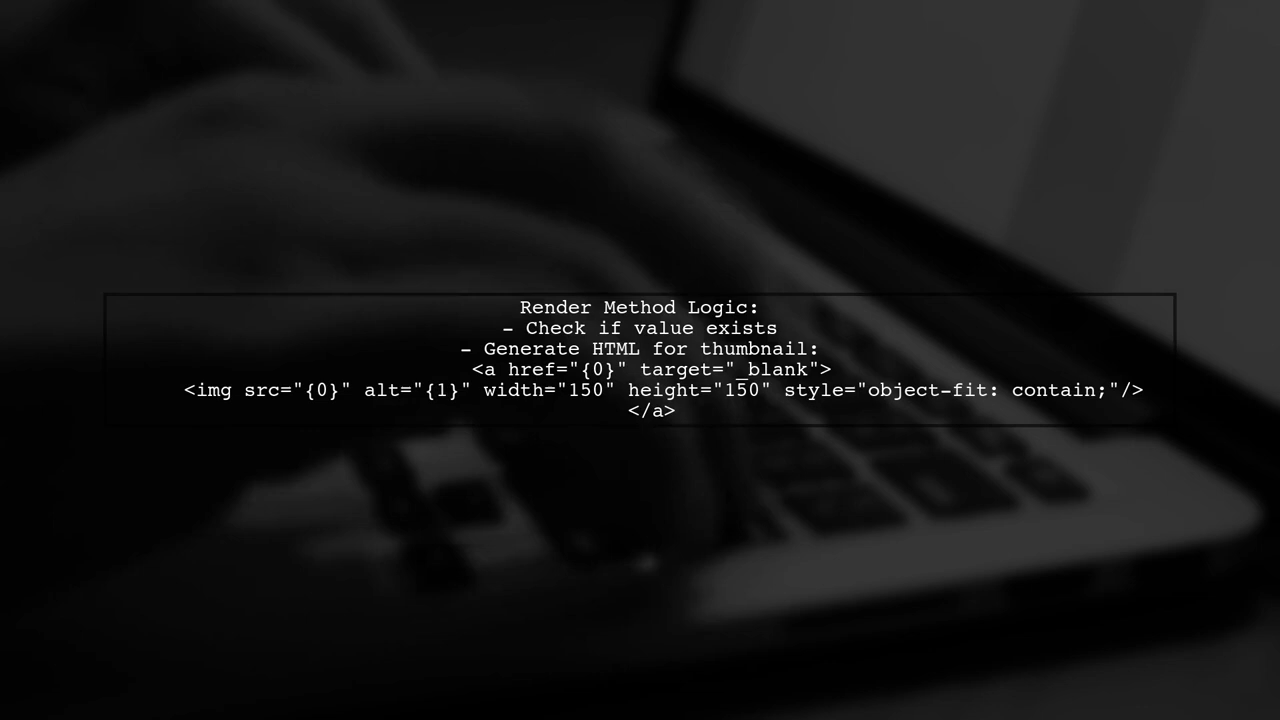 Render Method Logic:
- Check if value exists
- Generate HTML for thumbnail:
<a href="{0}" target="_blank">
<img src="{0}" alt="{1}" width="150" height="150" style="object-fit: contain;"/>
</a>